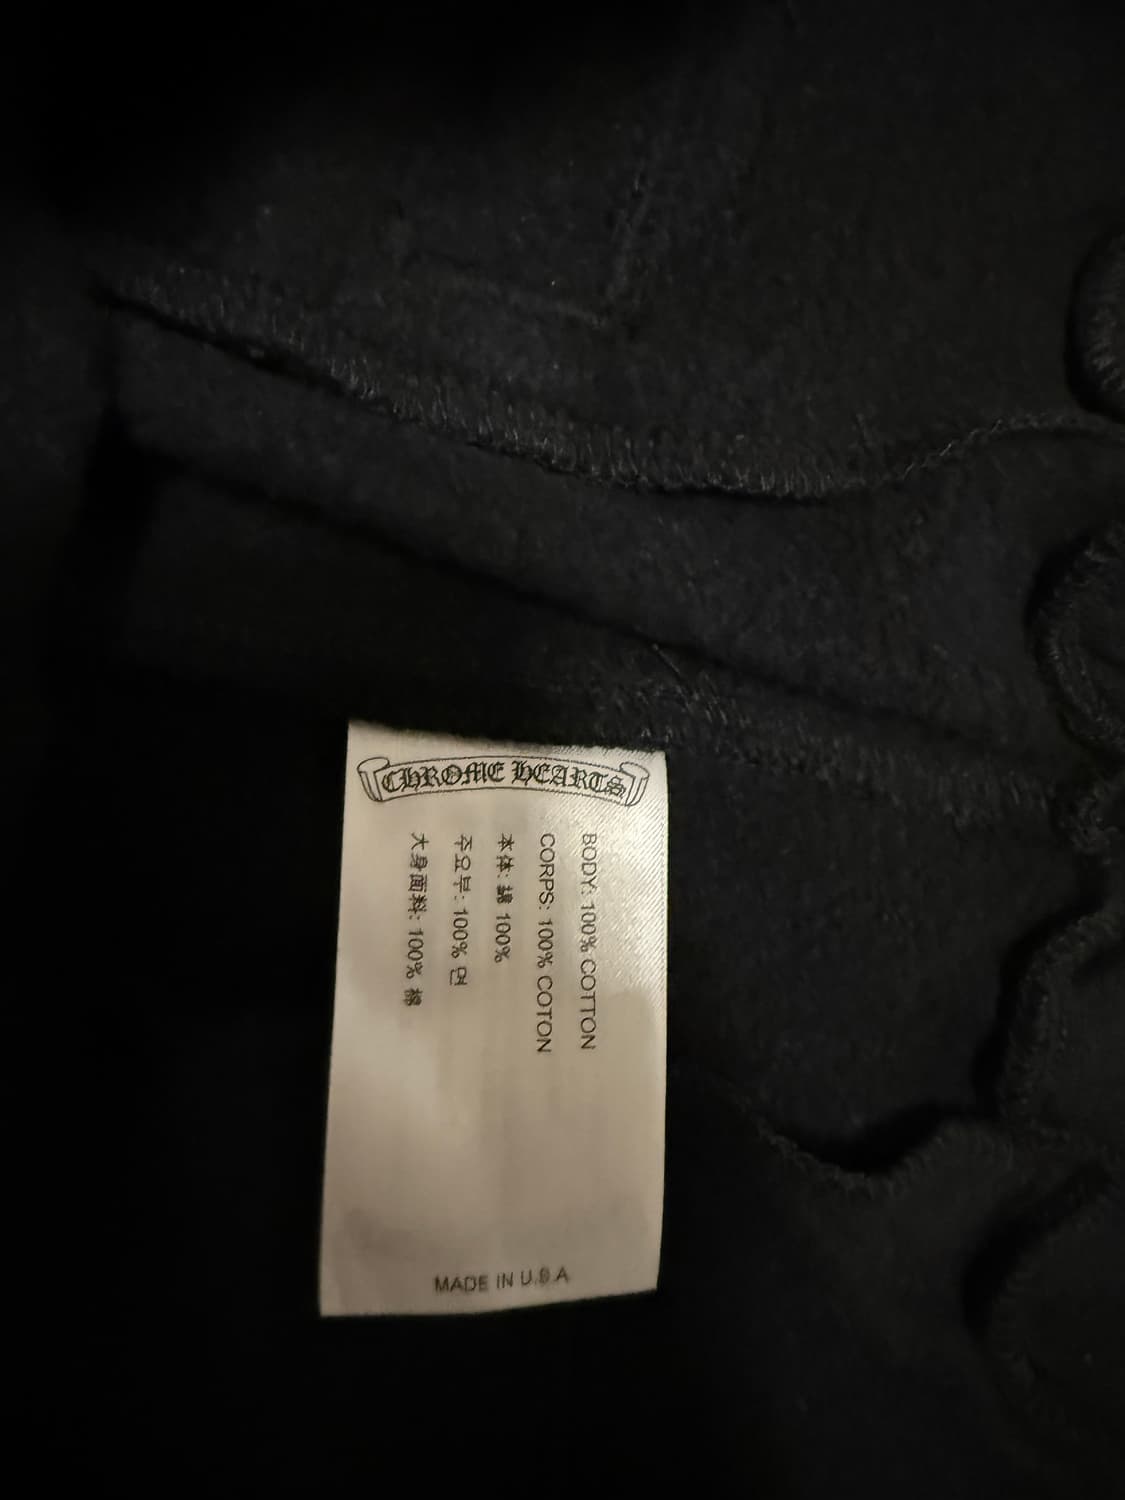 CHROME HEARTS
BODY: 100% COTTON
CORPS: 100% COTON
本体: 綿 100%
주요부: 100% 면
大身面料: 100% 棉
MADE IN U.S.A